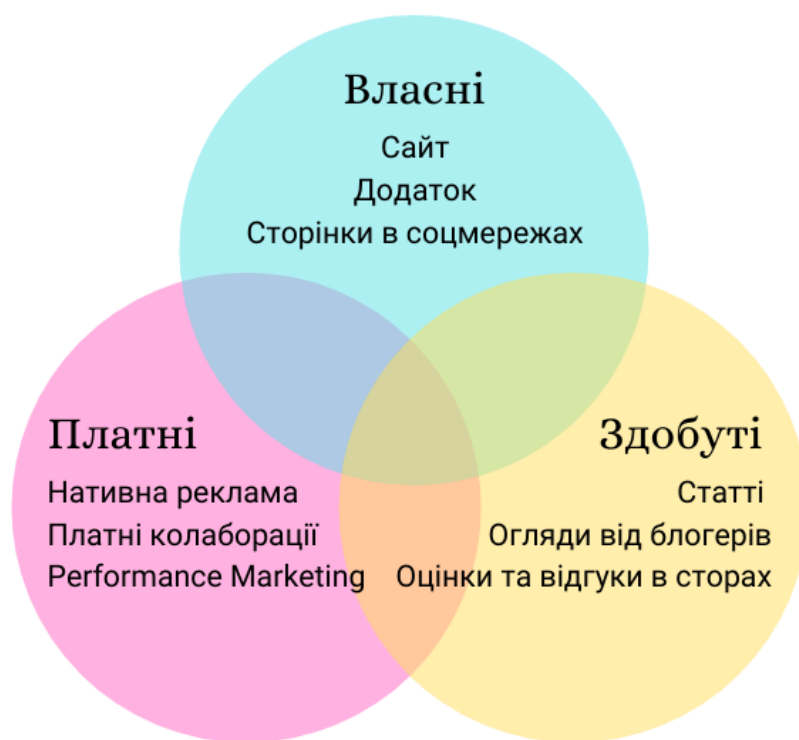 Власні
Сайт
Додаток
Сторінки в соцмережах
Платні
Нативна реклама
Платні колаборації
Performance Marketing
Здобуті
Статті
Огляди від блогерів
Оцінки та відгуки в сторах